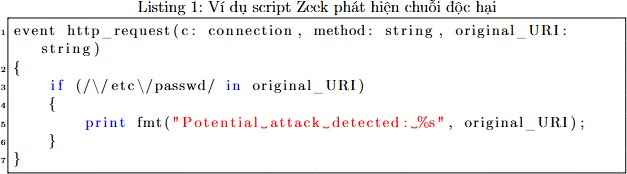 Listing 1: Ví dụ script Zeek phát hiện chuỗi độc hại
1 event http_request(c: connection, method: string, original_URI:
string)
2 {
3 if (/\/etc\/passwd/ in original_URI)
4 {
5 print fmt("Potential␣attack␣detected:␣%s", original_URI);
6 }
7 }